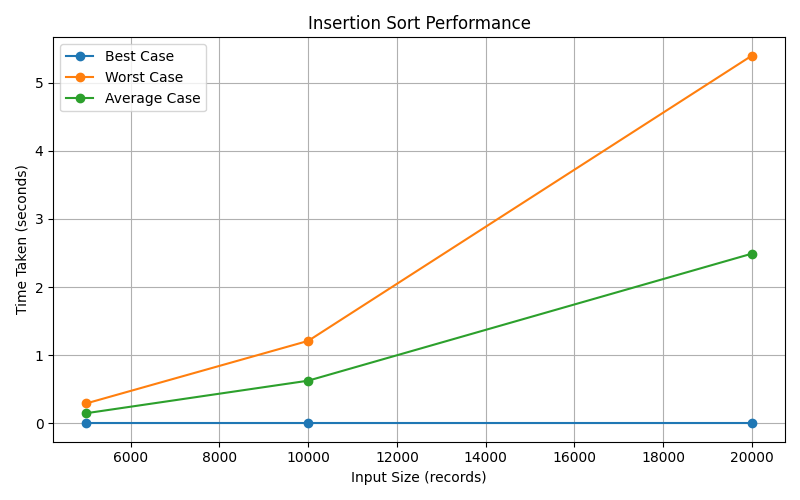 Insertion Sort Performance
Best Case
Worst Case
Average Case
5
4
3
2
1
0
Time Taken (seconds)
6000 8000 10000 12000 14000 16000 18000 20000
Input Size (records)